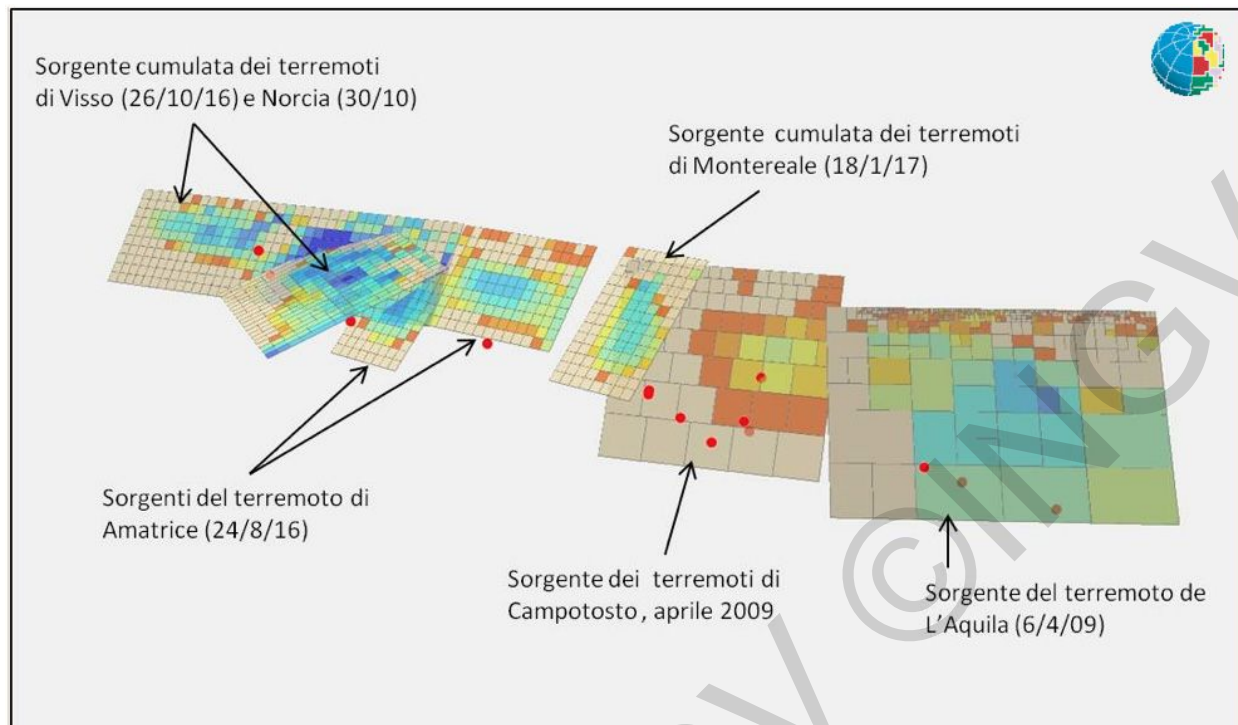 Sorgente cumulata dei terremoti
di Visso (26/10/16) e Norcia (30/10)
Sorgente cumulata dei terremoti
di Montereale (18/1/17)
Sorgenti del terremoto di
Amatrice (24/8/16)
Sorgente dei terremoti di
Campotosto , aprile 2009
Sorgente del terremoto de
L'Aquila (6/4/09)
©INGV